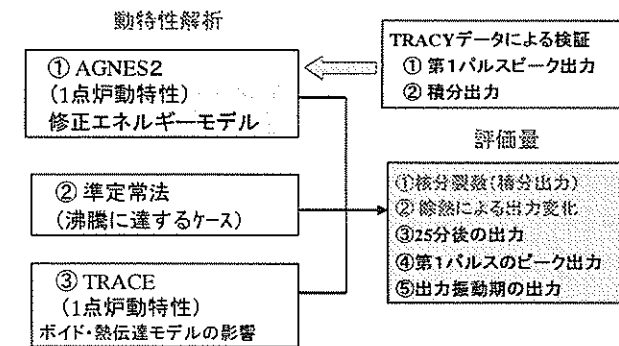 動特性解析
① AGNES2
(1点炉動特性)
修正エネルギーモデル
② 準定常法
(沸騰に達するケース)
③ TRACE
(1点炉動特性)
ボイド・熱伝達モデルの影響
TRACYデータによる検証
① 第1パルスピーク出力
② 積分出力
評価量
①核分裂数(積分出力)
② 除熱による出力変化
③25分後の出力
④第1パルスのピーク出力
⑤出力振動期の出力